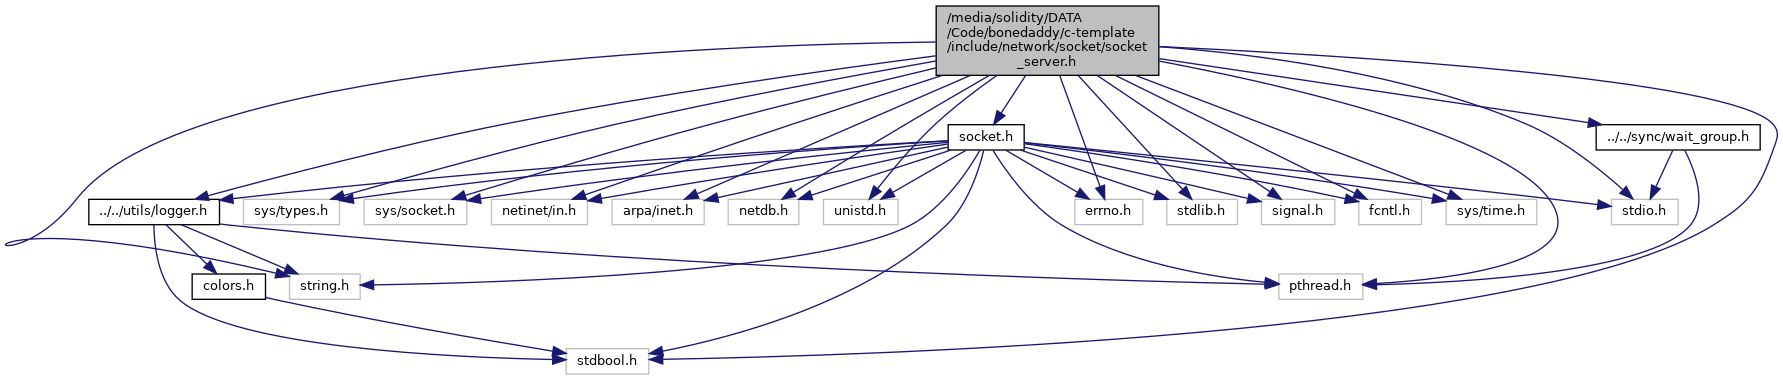 /media/solidity/DATA
/Code/bonedaddy/c-template
/include/network/socket/socket
_server.h
socket.h
../../sync/wait_group.h
../../utils/logger.h
sys/types.h
sys/socket.h
netinet/in.h
arpa/inet.h
netdb.h
unistd.h
errno.h
stdlib.h
signal.h
fcntl.h
sys/time.h
stdio.h
colors.h
string.h
pthread.h
stdbool.h